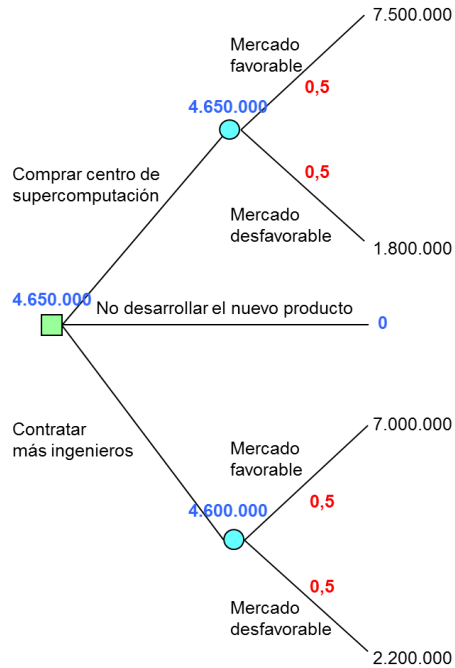 7.500.000
Mercado
favorable
0,5
4.650.000
0,5
Comprar centro de
supercomputación
Mercado
desfavorable
1.800.000
4.650.000
No desarrollar el nuevo producto
0
Contratar
más ingenieros
7.000.000
Mercado
favorable
0,5
4.600.000
0,5
Mercado
desfavorable
2.200.000